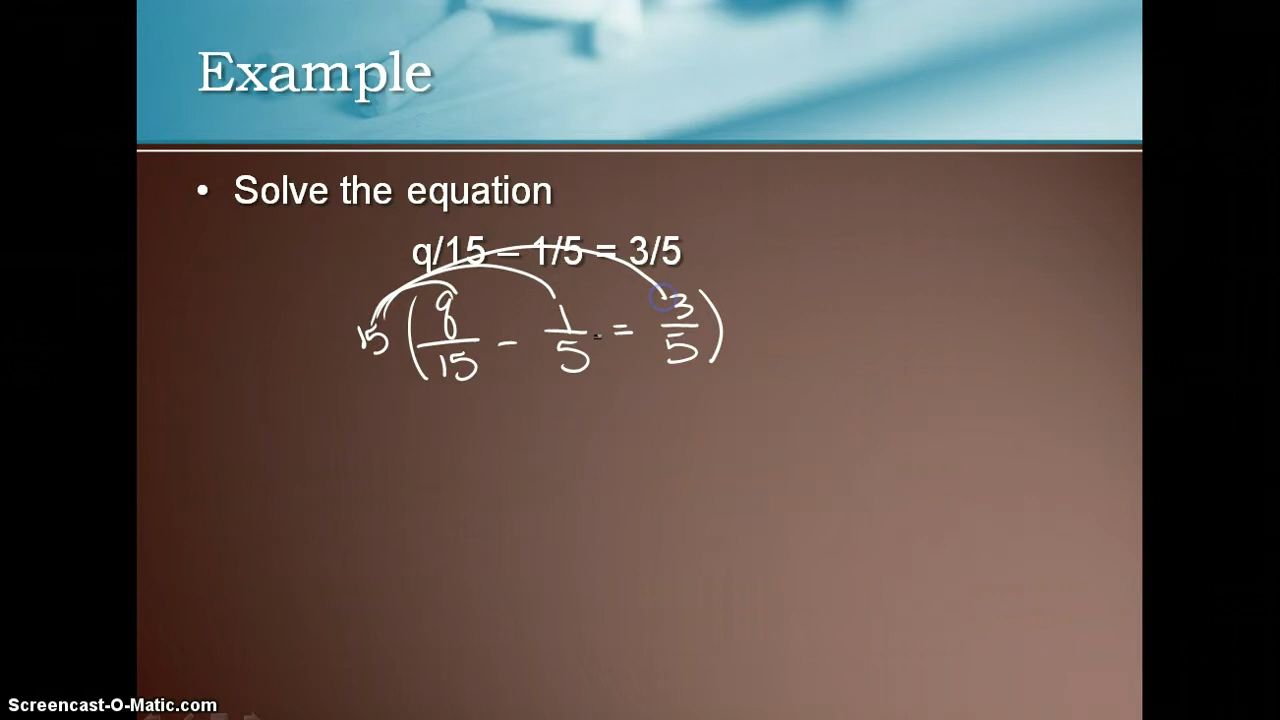 Example
• Solve the equation
q/15 – 1/5 = 3/5
15 ( q/15 - 1/5 = 3/5 )
Screencast-O-Matic.com